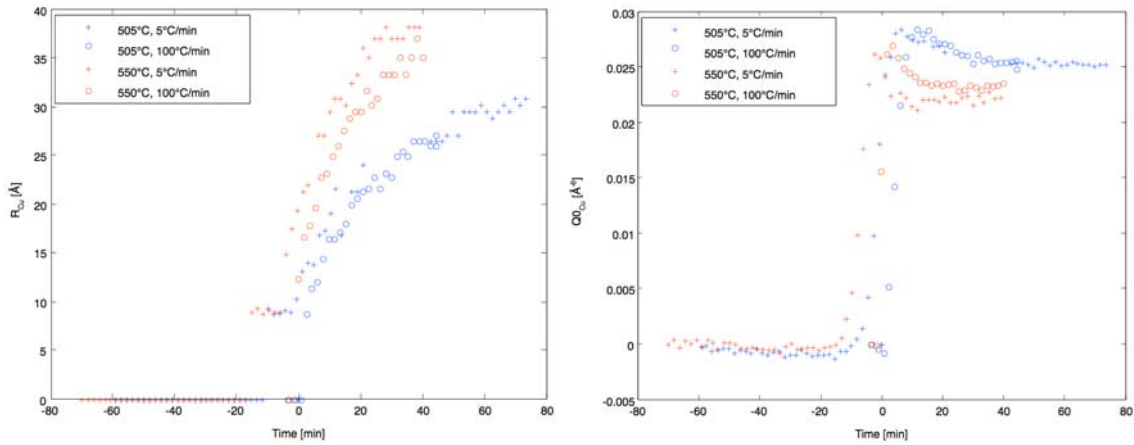 505°C, 5°C/min
505°C, 100°C/min
550°C, 5°C/min
550°C, 100°C/min
40
35
30
25
20
15
10
5
0
R_Cu [Å]
-80 -60 -40 -20 0 20 40 60 80
Time [min]
505°C, 5°C/min
505°C, 100°C/min
550°C, 5°C/min
550°C, 100°C/min
0.03
0.025
0.02
0.015
0.01
0.005
0
-0.005
Q0_Cu
-80 -60 -40 -20 0 20 40 60 80
Time [min]